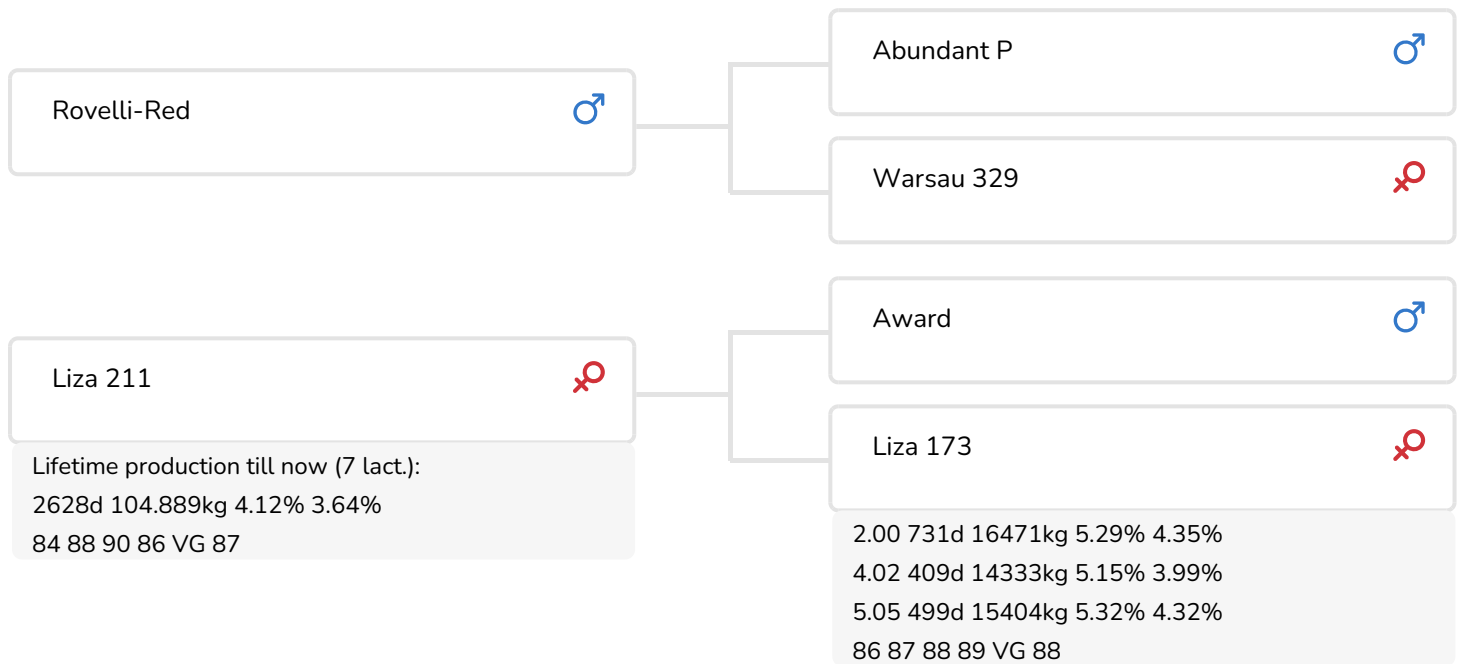 Rovelli-Red
Abundant P
Warsau 329
Liza 211
Lifetime production till now (7 lact.):
2628d 104.889kg 4.12% 3.64%
84 88 90 86 VG 87
Award
Liza 173
2.00 731d 16471kg 5.29% 4.35%
4.02 409d 14333kg 5.15% 3.99%
5.05 499d 15404kg 5.32% 4.32%
86 87 88 89 VG 88